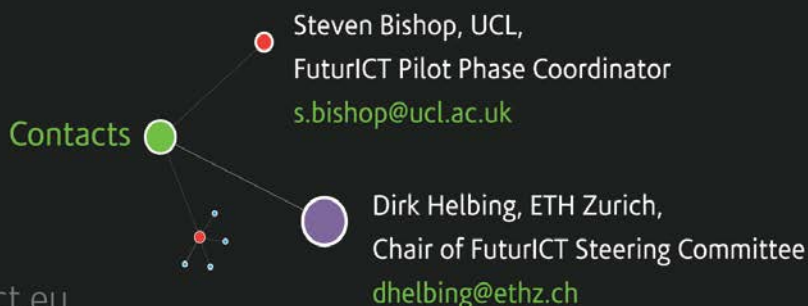 Steven Bishop, UCL,
FuturICT Pilot Phase Coordinator
s.bishop@ucl.ac.uk
Contacts
Dirk Helbing, ETH Zurich,
Chair of FuturICT Steering Committee
dhelbing@ethz.ch